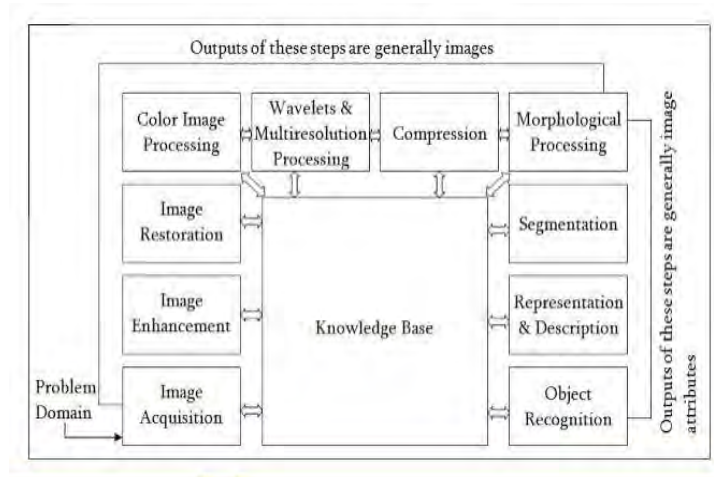 Outputs of these steps are generally images
Color Image
Processing
Wavelets &
Multiresolution
Processing
Compression
Morphological
Processing
Image
Restoration
Segmentation
Image
Enhancement
Knowledge Base
Representation
& Description
Problem
Domain
Image
Acquisition
Object
Recognition
Outputs of these steps are generally image
attributes